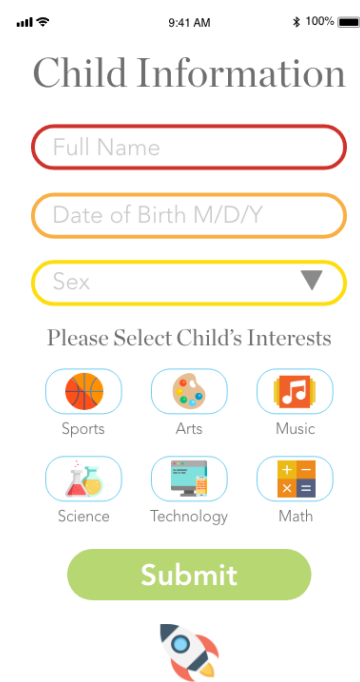 9:41 AM
100%
Child Information
Full Name
Date of Birth M/D/Y
Sex
Please Select Child's Interests
Sports
Arts
Music
Science
Technology
Math
Submit